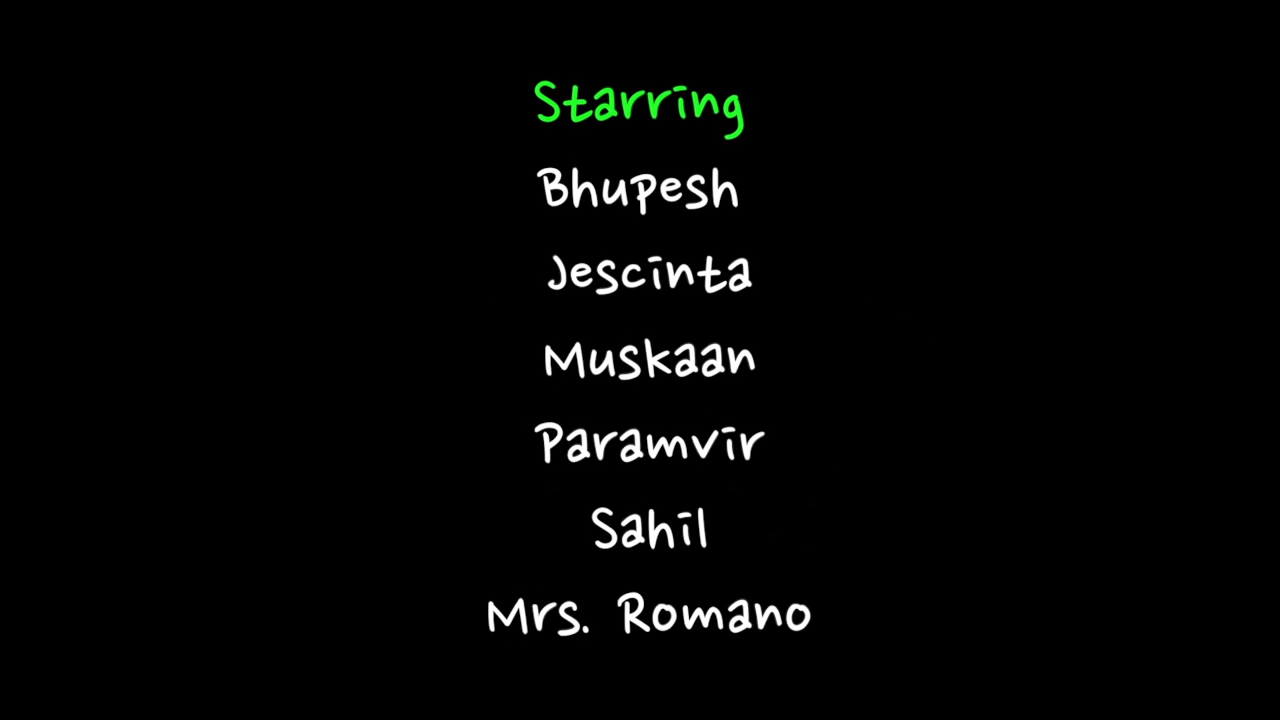 Starring
Bhupesh
Jescinta
Muskaan
Paramvir
Sahil
Mrs. Romano